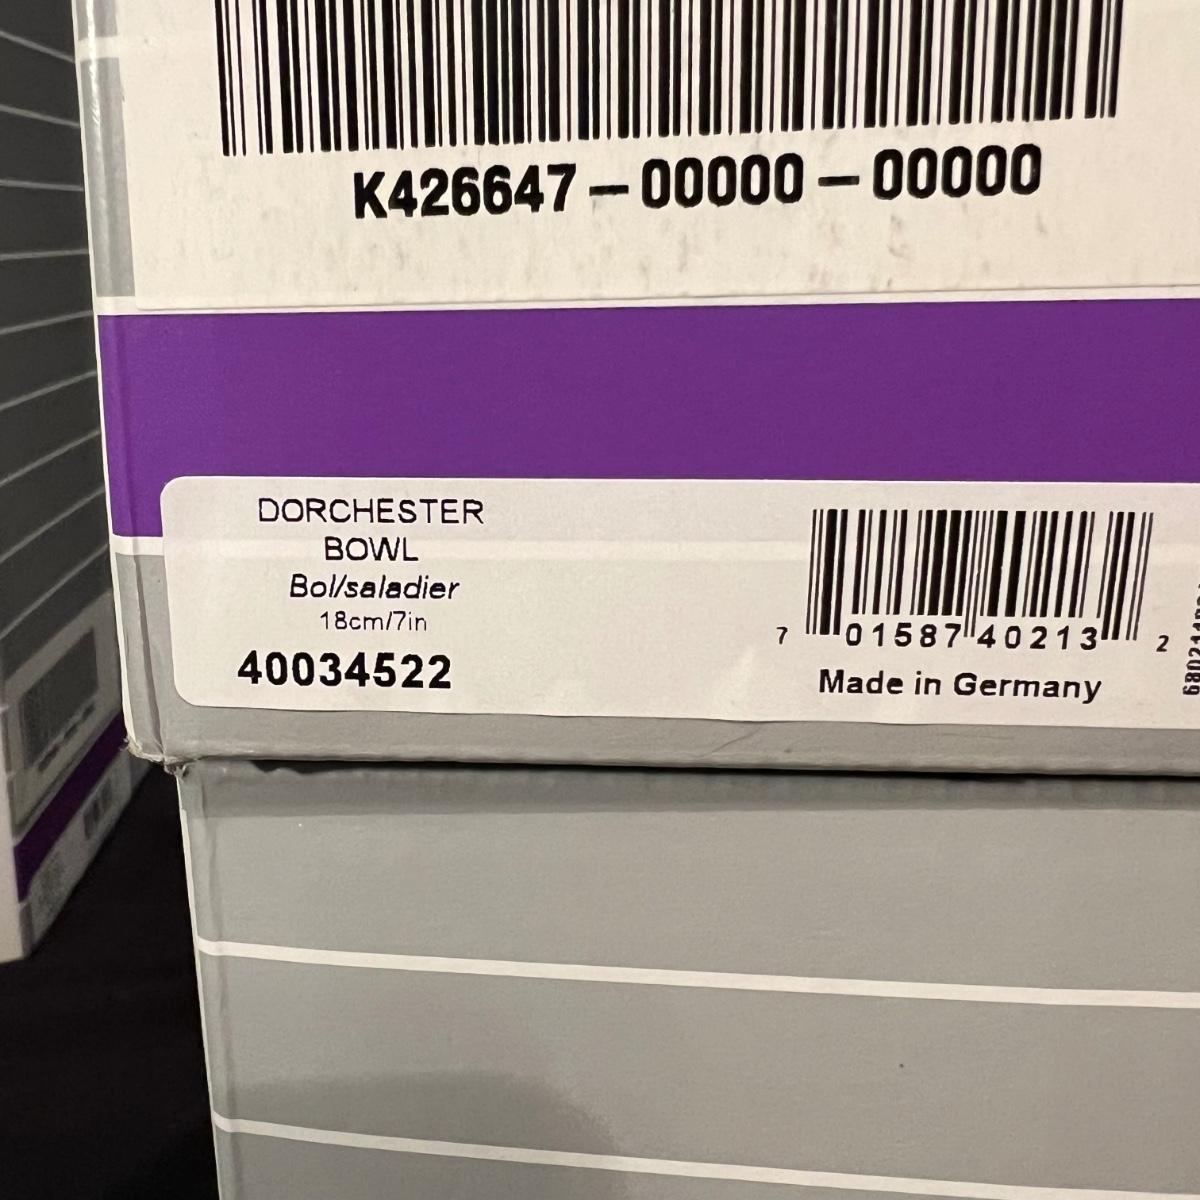 K426647-00000-00000
DORCHESTER
BOWL
Bol/saladier
18cm/7in
40034522
7 01587 40213 2
Made in Germany